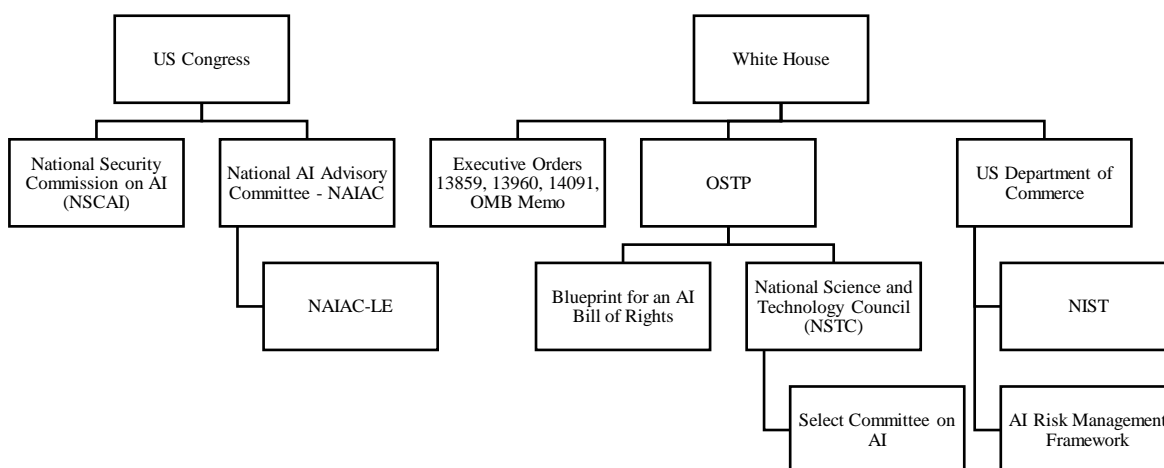 US Congress
White House
National Security
Commission on AI
(NSCAI)
National AI Advisory
Committee - NAIAC
Executive Orders
13859, 13960, 14091,
OMB Memo
OSTP
US Department of
Commerce
NAIAC-LE
Blueprint for an AI
Bill of Rights
National Science and
Technology Council
(NSTC)
NIST
Select Committee on
AI
AI Risk Management
Framework